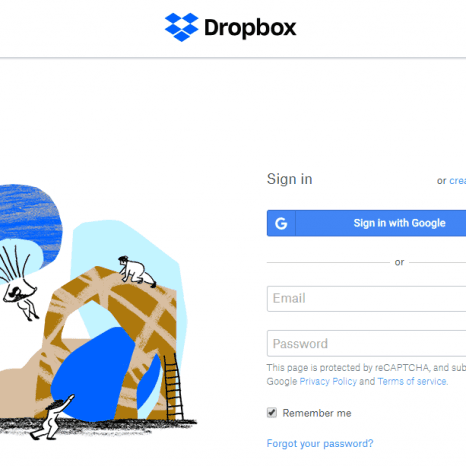 Dropbox
Sign in
or crea
G Sign in with Google
or
Email
Password
This page is protected by reCAPTCHA, and sub
Google Privacy Policy and Terms of service.
Remember me
Forgot your password?